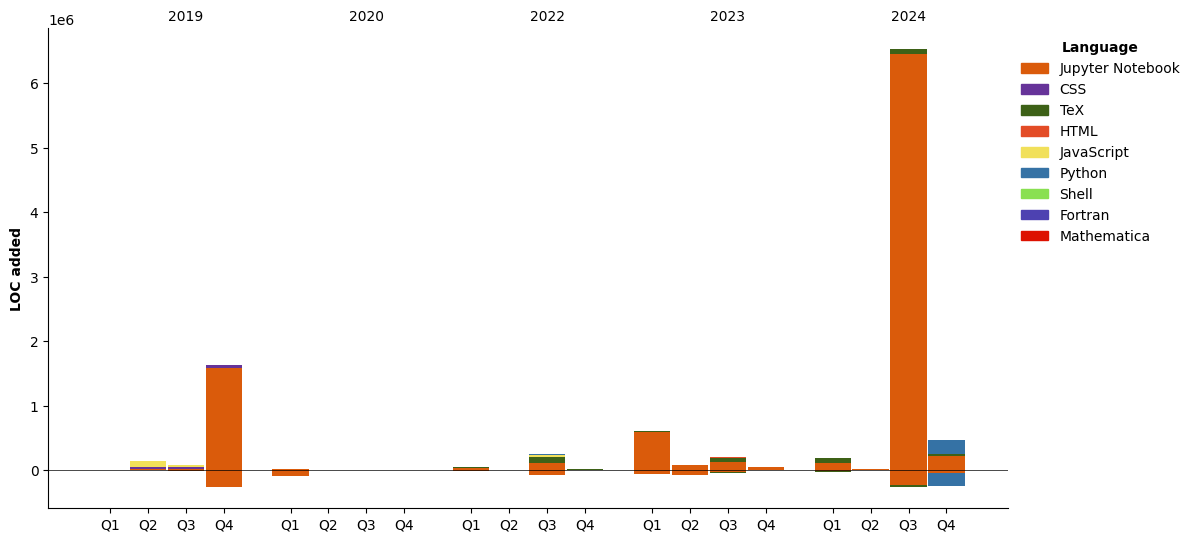 1e6
2019 2020 2022 2023 2024
Language
Jupyter Notebook
CSS
TeX
HTML
JavaScript
Python
Shell
Fortran
Mathematica
LOC added
6
5
4
3
2
1
0
Q1 Q2 Q3 Q4 Q1 Q2 Q3 Q4 Q1 Q2 Q3 Q4 Q1 Q2 Q3 Q4 Q1 Q2 Q3 Q4